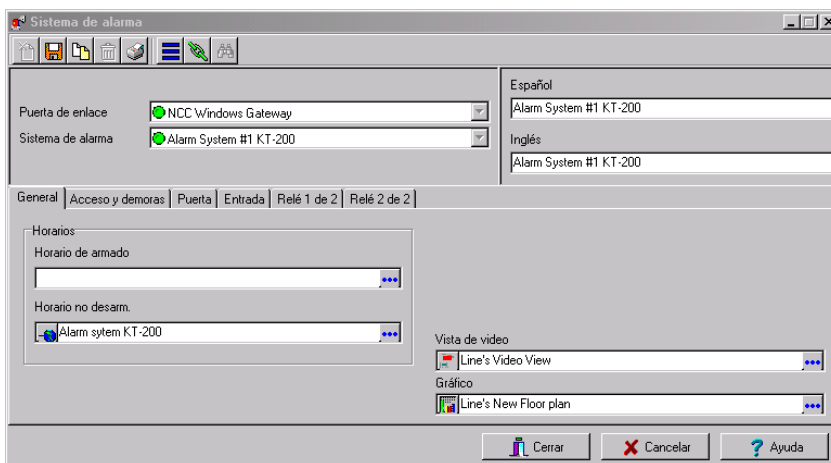 Sistema de alarma
Español
Puerta de enlace
NCC Windows Gateway
Alarm System #1 KT-200
Sistema de alarma
Alarm System #1 KT-200
Inglés
Alarm System #1 KT-200
General
Acceso y demoras
Puerta
Entrada
Relé 1 de 2
Relé 2 de 2
Horarios
Horario de armado
Horario no desarm.
Alarm sytem KT-200
Vista de video
Line's Video View
Gráfico
Line's New Floor plan
Cerrar
Cancelar
Ayuda